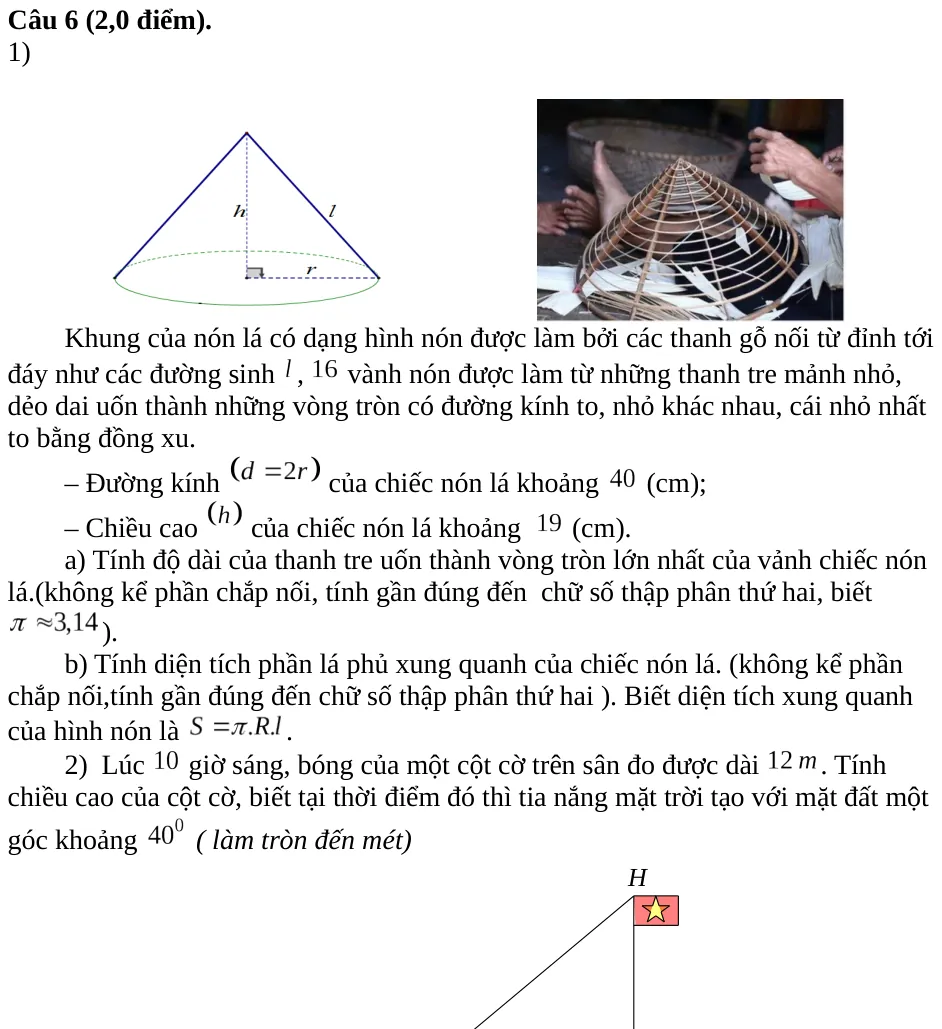 Câu 6 (2,0 điểm).
1)
h
l
r
Khung của nón lá có dạng hình nón được làm bởi các thanh gỗ nối từ đỉnh tới
đáy như các đường sinh l , 16 vành nón được làm từ những thanh tre mảnh nhỏ,
dẻo dai uốn thành những vòng tròn có đường kính to, nhỏ khác nhau, cái nhỏ nhất
to bằng đồng xu.
– Đường kính (d =2r) của chiếc nón lá khoảng 40 (cm);
– Chiều cao (h) của chiếc nón lá khoảng 19 (cm).
a) Tính độ dài của thanh tre uốn thành vòng tròn lớn nhất của vảnh chiếc nón
lá.(không kể phần chắp nối, tính gần đúng đến chữ số thập phân thứ hai, biết
π ≈3,14 ).
b) Tính diện tích phần lá phủ xung quanh của chiếc nón lá. (không kể phần
chắp nối,tính gần đúng đến chữ số thập phân thứ hai ). Biết diện tích xung quanh
của hình nón là S =π.R.l .
2) Lúc 10 giờ sáng, bóng của một cột cờ trên sân đo được dài 12 m . Tính
chiều cao của cột cờ, biết tại thời điểm đó thì tia nắng mặt trời tạo với mặt đất một
góc khoảng 40⁰ ( làm tròn đến mét)
H